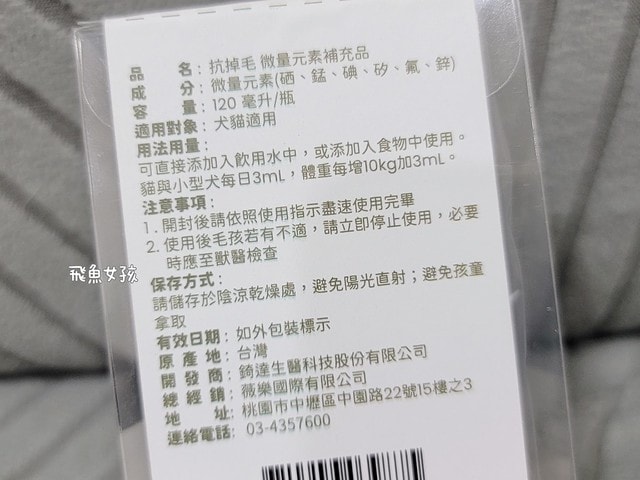 品　　名：抗掉毛 微量元素補充品
成　　分：微量元素(硒、錳、碘、矽、氟、鋅)
容　　量：120 毫升/瓶
適用對象：犬貓適用
用法用量：
可直接添加入飲用水中，或添加入食物中使用。
貓與小型犬每日3mL，體重每增10kg加3mL。
注意事項：
1. 開封後請依照使用指示盡速使用完畢
2. 使用後毛孩若有不適，請立即停止使用，必要
時應至獸醫檢查
保存方式：
請儲存於陰涼乾燥處，避免陽光直射；避免孩童
拿取
有效日期：如外包裝標示
原 產 地：台灣
開 發 商：錡達生醫科技股份有限公司
總 經 銷：薇樂國際有限公司
地　　址：桃園市中壢區中園路22號15樓之3
連絡電話：03-4357600
飛魚女孩